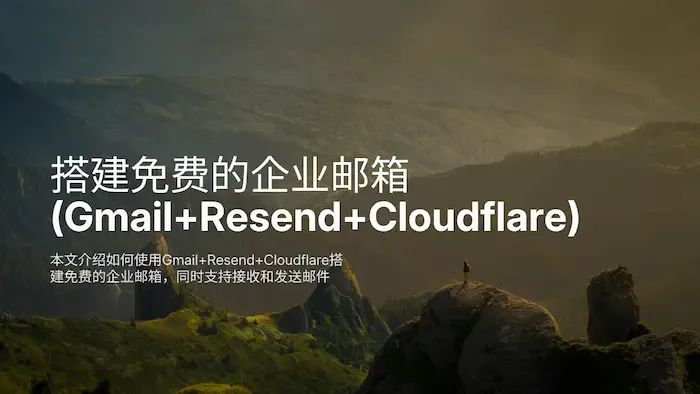 搭建免费的企业邮箱
(Gmail+Resend+Cloudflare)
本文介绍如何使用Gmail+Resend+Cloudflare搭
建免费的企业邮箱，同时支持接收和发送邮件